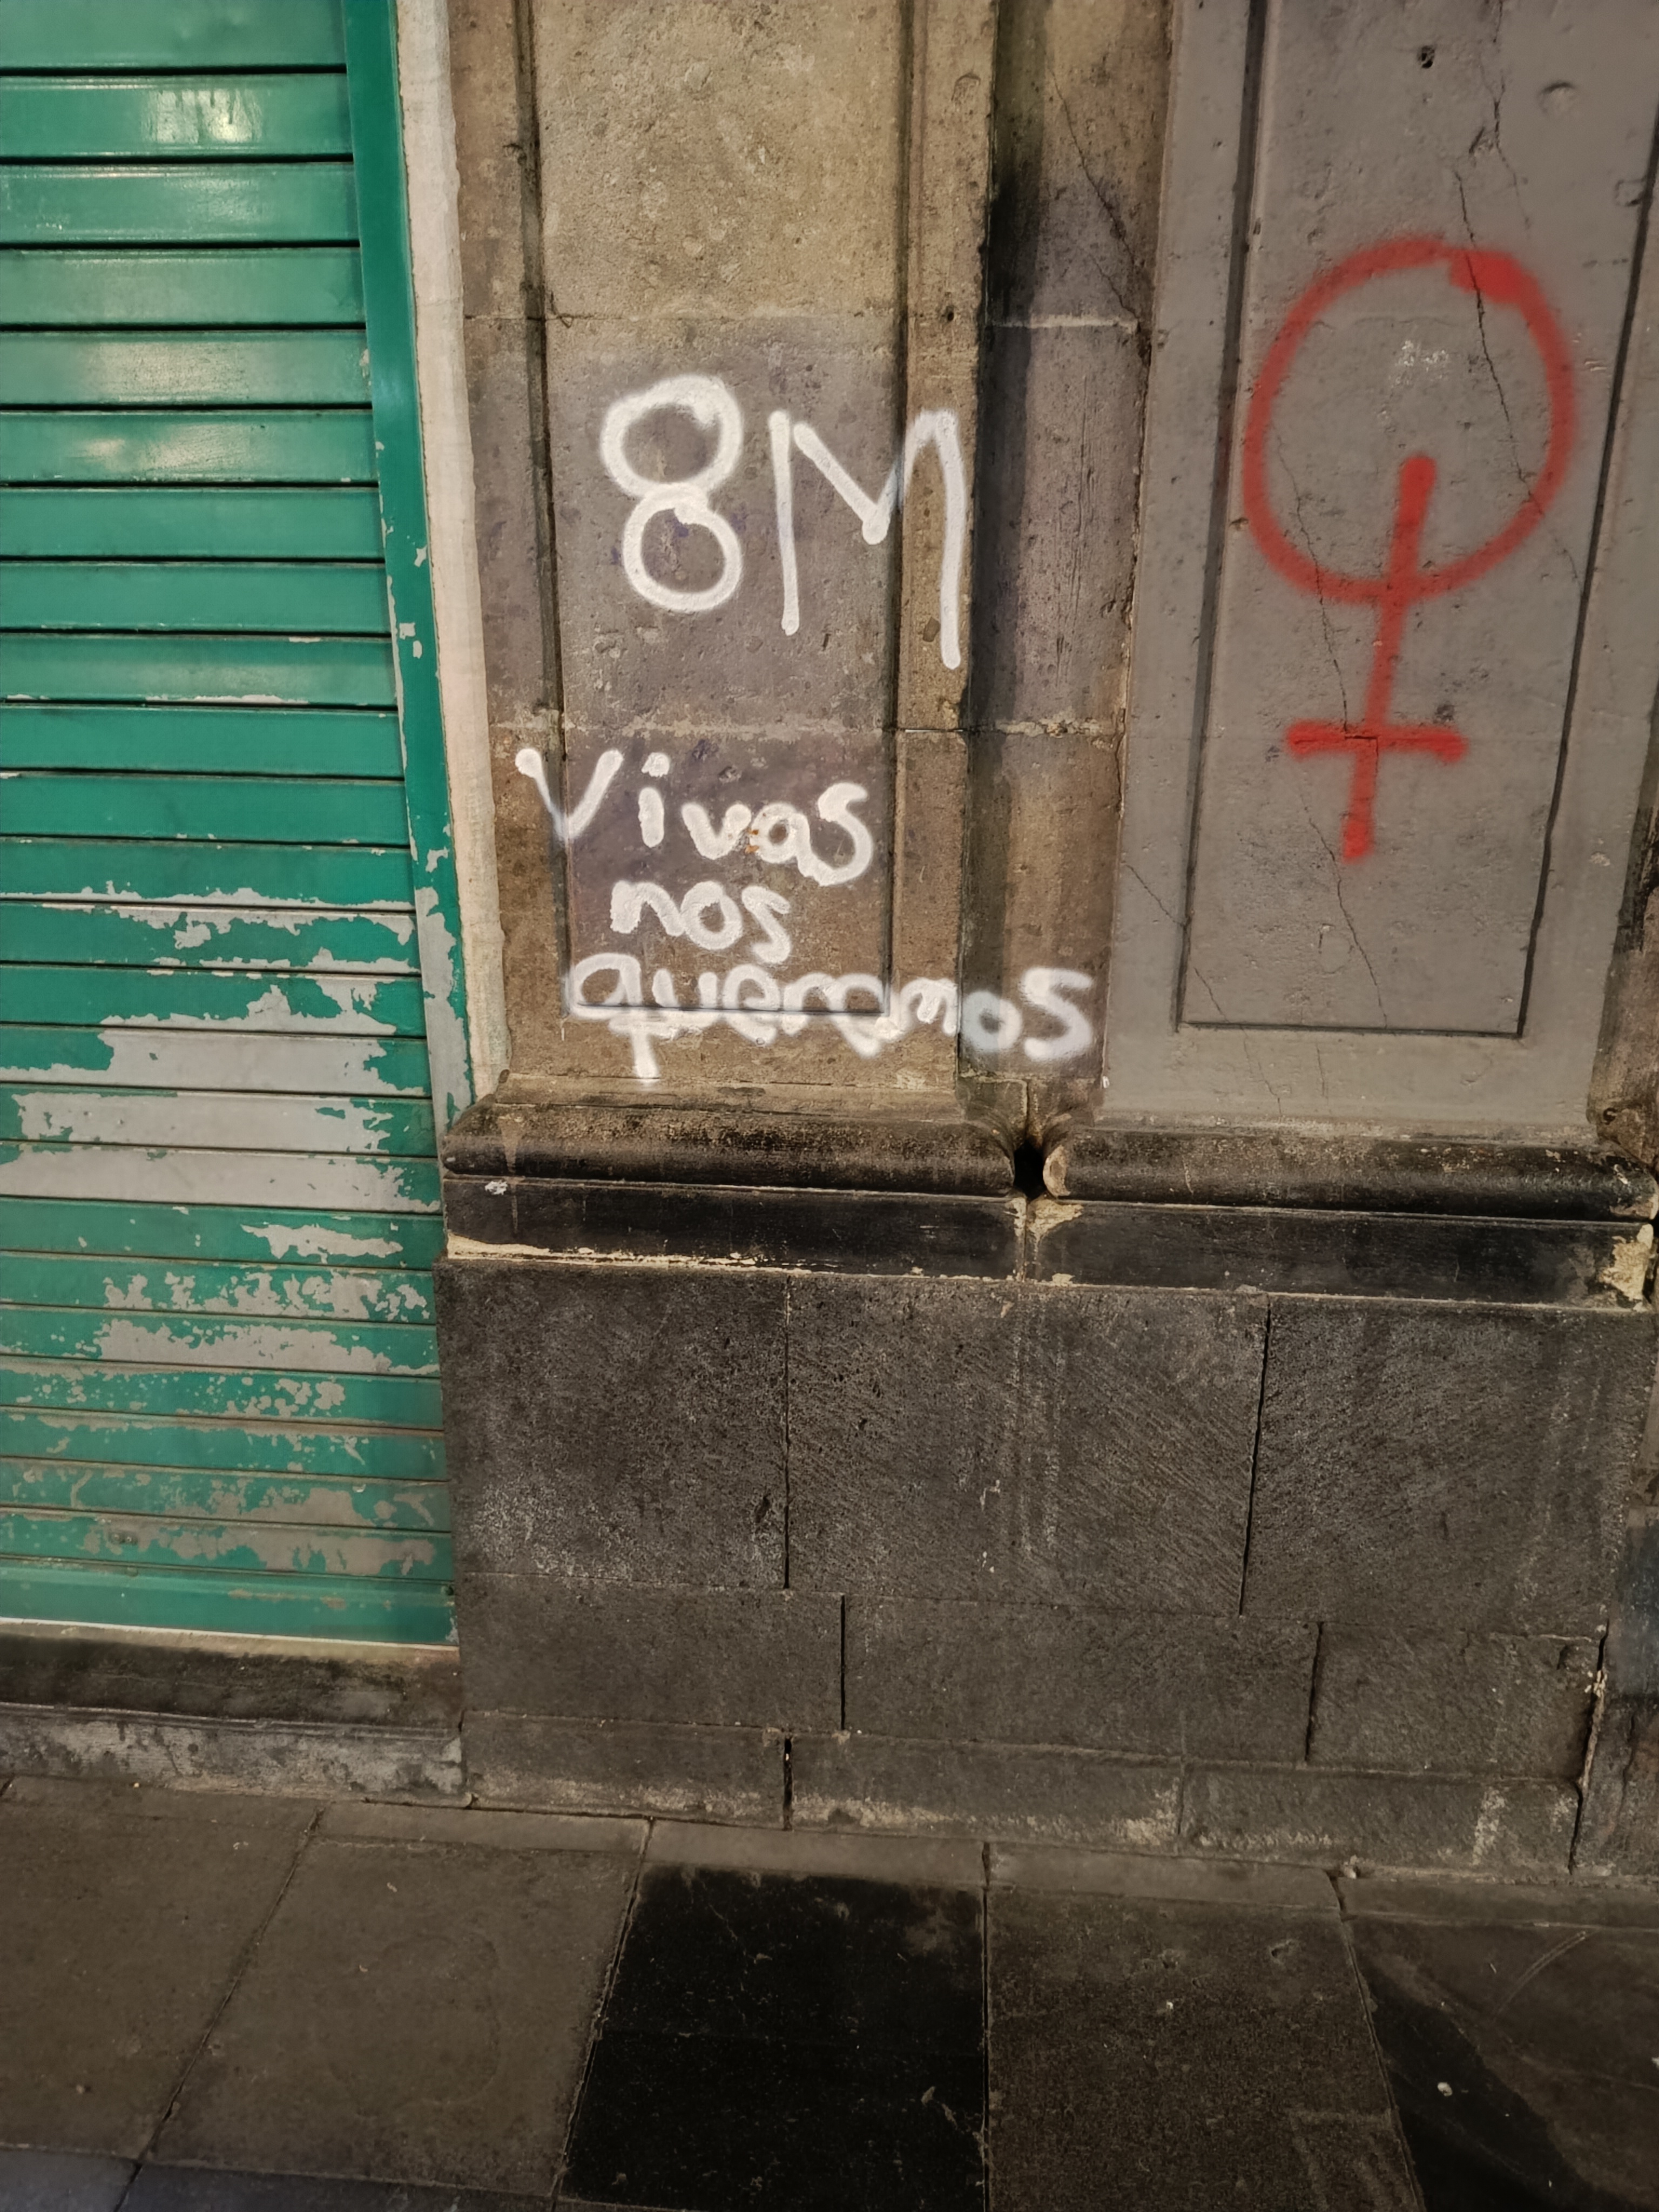 8M
Vivas
nos
queremos